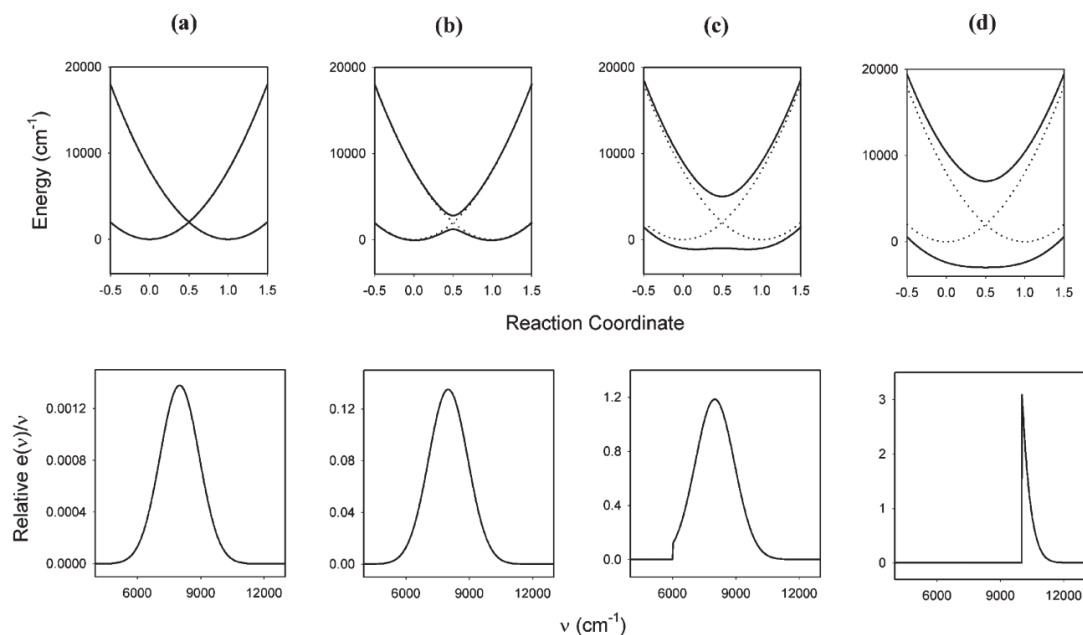 (a) (b) (c) (d)
20000 20000 20000 20000
10000 10000 10000 10000
0 0 0 0
Energy (cm-1)
-0.5 0.0 0.5 1.0 1.5 -0.5 0.0 0.5 1.0 1.5 -0.5 0.0 0.5 1.0 1.5 -0.5 0.0 0.5 1.0 1.5
Reaction Coordinate
Relative e(ν)/ν
0.0012 0.12 1.2 3
0.0008 0.08 0.8 2
0.0004 0.04 0.4 1
0.0000 0.00 0.0 0
6000 9000 12000 6000 9000 12000 6000 9000 12000 6000 9000 12000
ν (cm-1)